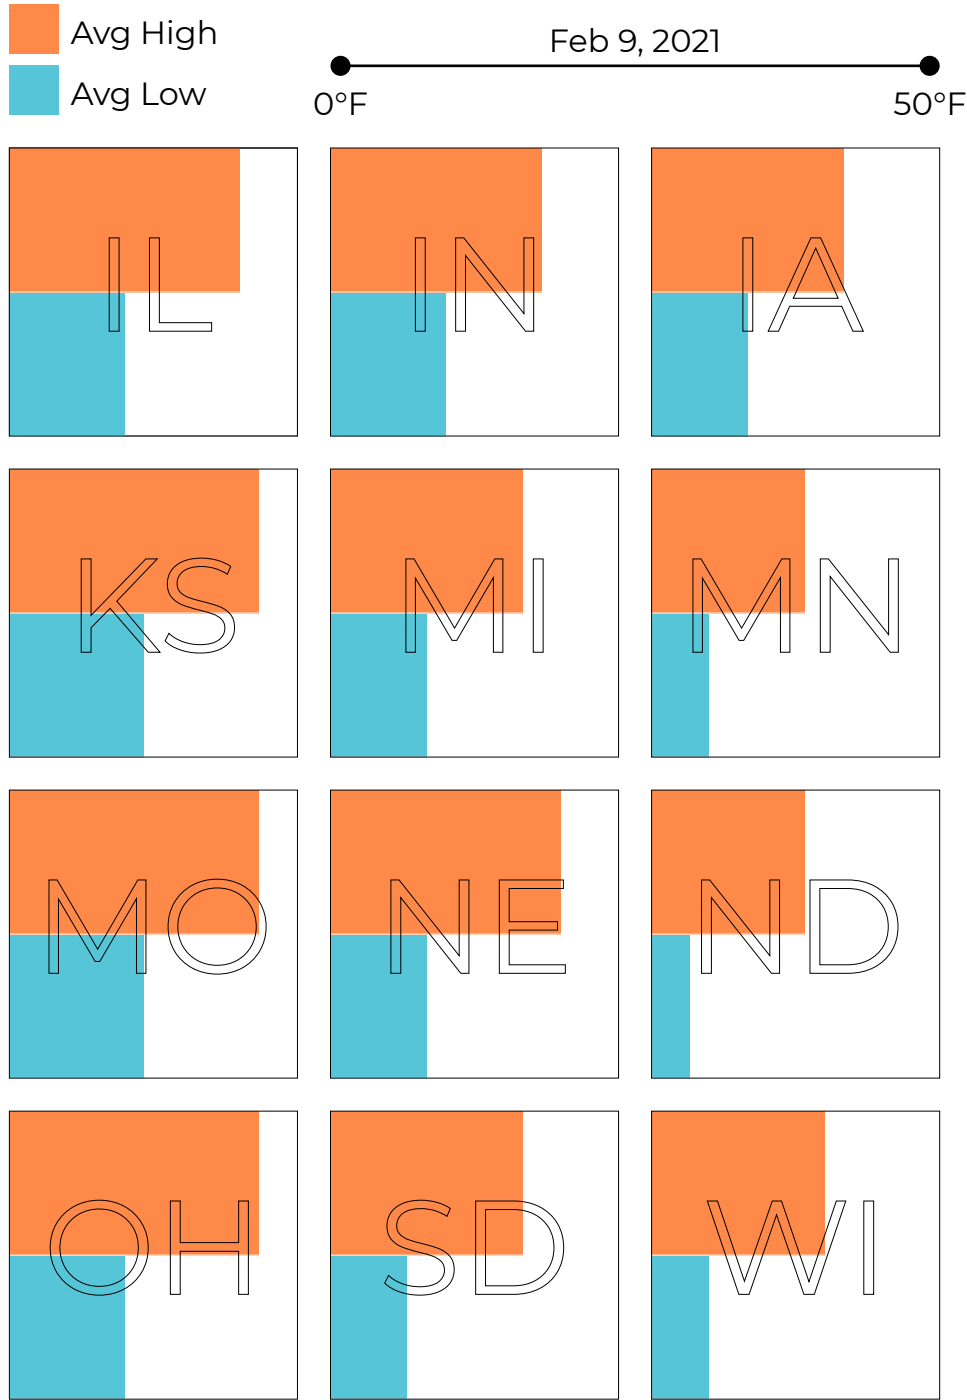 Avg High
Avg Low
Feb 9, 2021
0°F
50°F
IL
IN
IA
KS
MI
MN
MO
NE
ND
OH
SD
WI